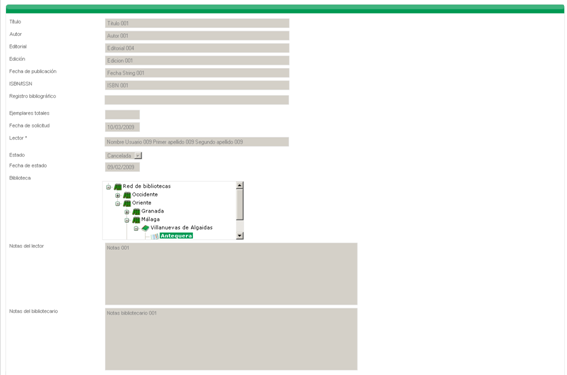 Título
Título 001
Autor
Autor 001
Editorial
Editorial 004
Edición
Edicion 001
Fecha de publicación
Fecha String 001
ISBN/ISSN
ISBN 001
Registro bibliográfico
Ejemplares totales
Fecha de solicitud
10/03/2009
Lector *
Nombre Usuario 009 Primer apellido 009 Segundo apellido 009
Estado
Cancelada
Fecha de estado
09/02/2009
Biblioteca
Red de bibliotecas
Occidente
Oriente
Granada
Málaga
Villanuevas de Algaidas
Antequera
Notas del lector
Notas 001
Notas del bibliotecario
Notas bibliotecario 001